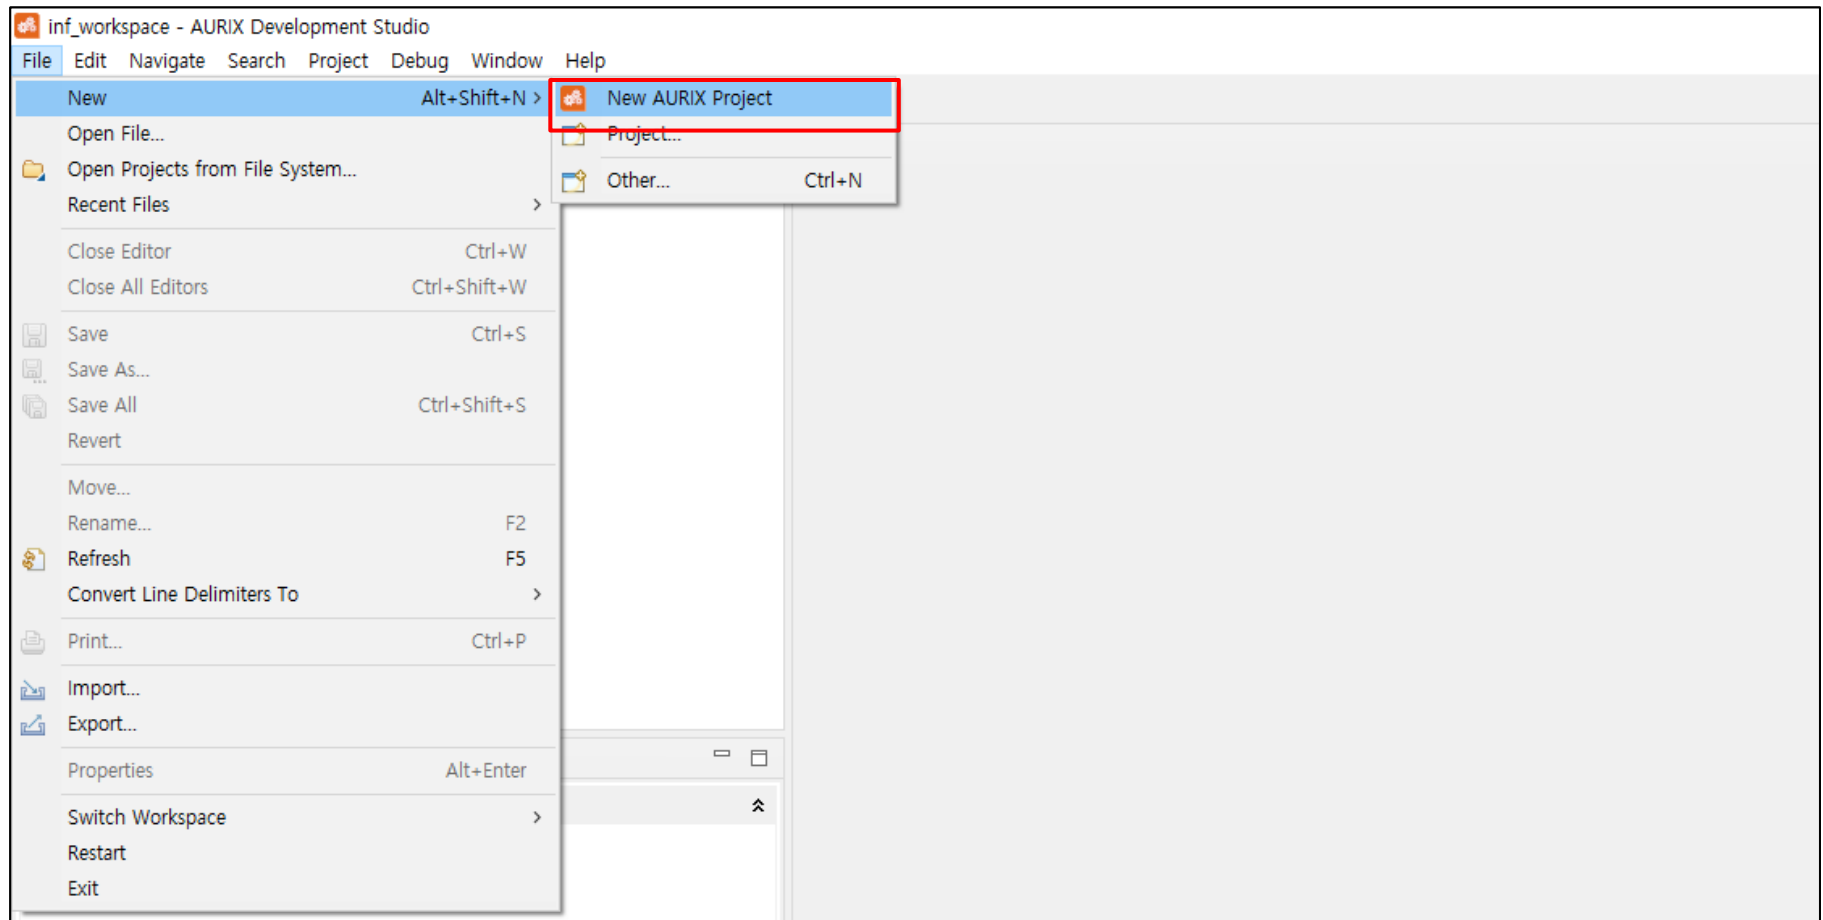 inf_workspace - AURIX Development Studio
File Edit Navigate Search Project Debug Window Help
New Alt+Shift+N >
Open File...
Open Projects from File System...
Recent Files >
Close Editor Ctrl+W
Close All Editors Ctrl+Shift+W
Save Ctrl+S
Save As...
Save All Ctrl+Shift+S
Revert
Move...
Rename... F2
Refresh F5
Convert Line Delimiters To >
Print... Ctrl+P
Import...
Export...
Properties Alt+Enter
Switch Workspace >
Restart
Exit
New AURIX Project
Project...
Other... Ctrl+N